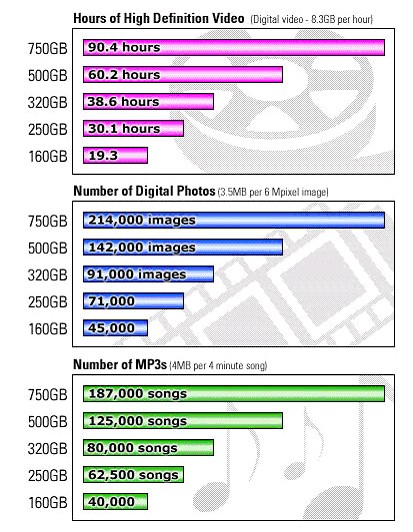 Hours of High Definition Video (Digital video - 8.3GB per hour)
750GB 90.4 hours
500GB 60.2 hours
320GB 38.6 hours
250GB 30.1 hours
160GB 19.3
Number of Digital Photos (3.5MB per 6 Mpixel image)
750GB 214,000 images
500GB 142,000 images
320GB 91,000 images
250GB 71,000
160GB 45,000
Number of MP3s (4MB per 4 minute song)
750GB 187,000 songs
500GB 125,000 songs
320GB 80,000 songs
250GB 62,500 songs
160GB 40,000